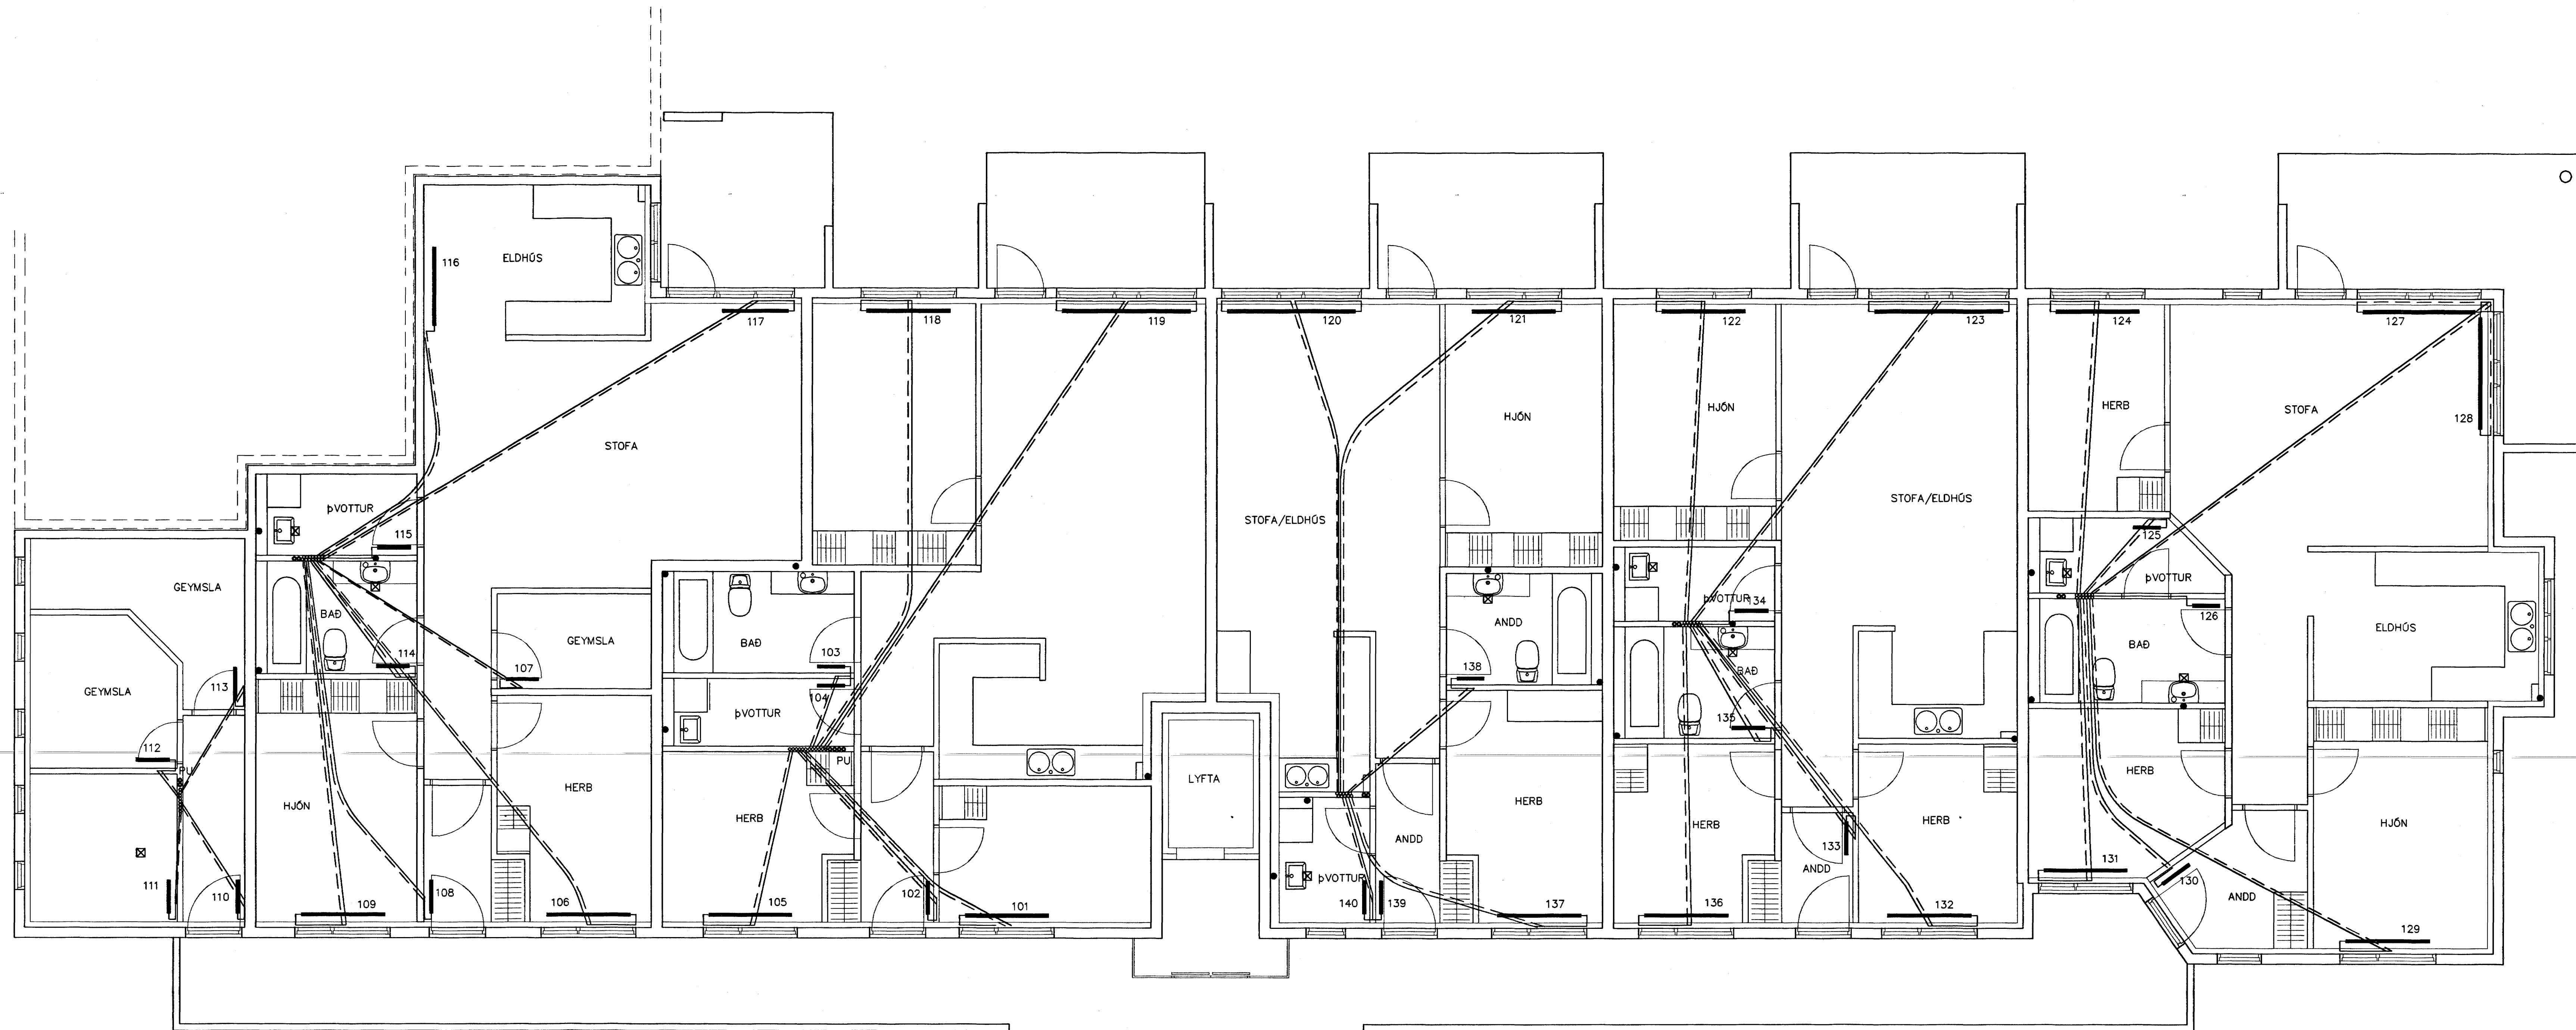 116
ELDHÚS
117
118
119
120
121
122
123
124
127
128
STOFA
HJÓN
HJÓN
HERB
STOFA
ÞVOTTUR
115
STOFA/ELDHÚS
STOFA/ELDHÚS
125
ÞVOTTUR
GEYMSLA
BAÐ
114
107
GEYMSLA
BAÐ
103
104
ÞVOTTUR
ANDD
138
ÞVOTTUR
134
BAÐ
135
126
BAÐ
ELDHÚS
GEYMSLA
113
112
PU
PU
LYFTA
HJÓN
HERB
HERB
HERB
HERB
HERB
HERB
HJÓN
ANDD
133
ANDD
131
130
ANDD
ÞVOTTUR
111
110
109
108
106
105
102
101
140
139
137
136
132
129